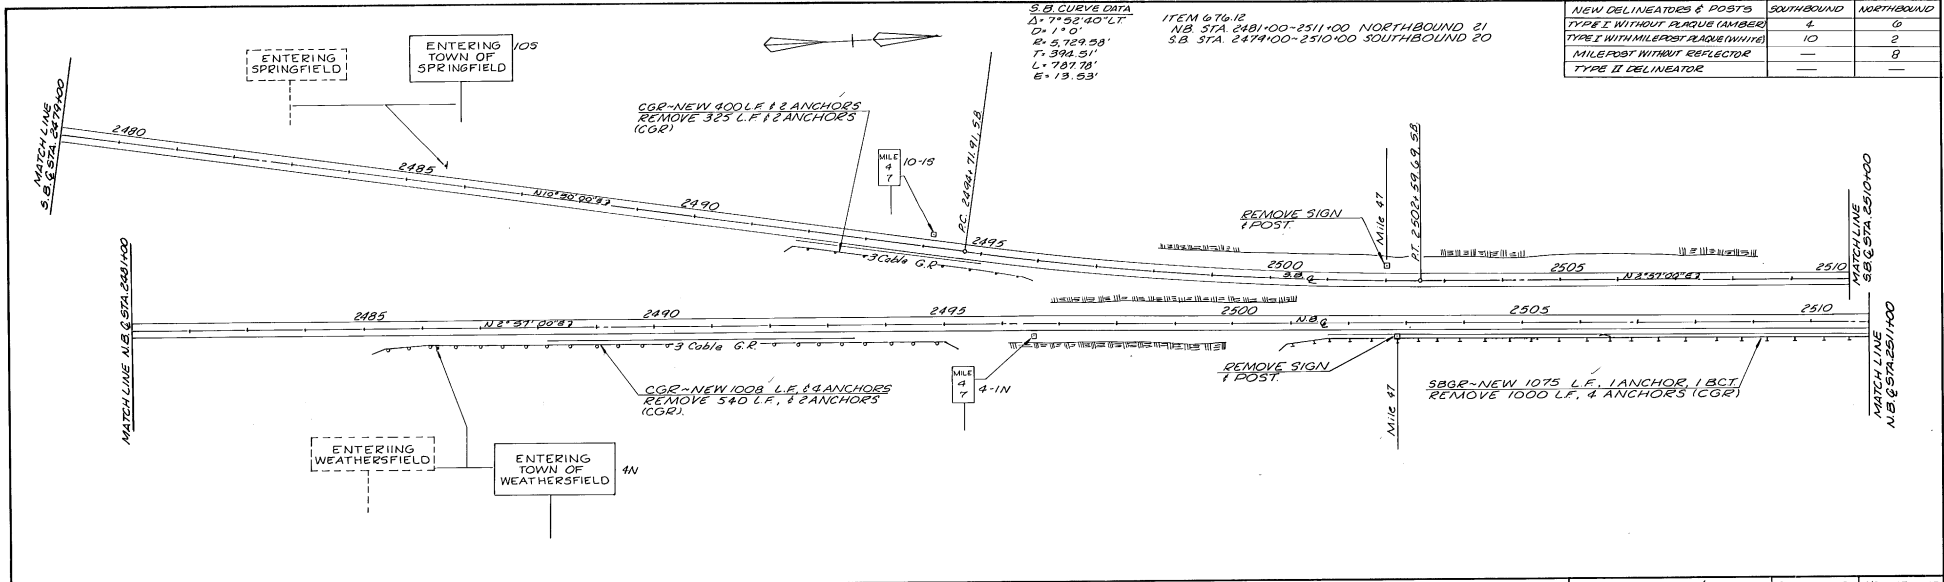 S.B. CURVE DATA
Δ= 7°52'40" LT.
D= 1°0'
R= 5,729.58'
T= 394.51'
L= 787.78'
E= 13.53'
ITEM 676.12
NB. STA. 2481+00~2511+00 NORTHBOUND 21
S.B. STA. 2479+00~2510+00 SOUTHBOUND 20
NEW DELINEATORS & POSTS SOUTHBOUND NORTHBOUND
TYPE I WITHOUT PLAQUE (AMBER) 4 6
TYPE I WITH MILEPOST PLAQUE (WHITE) 10 2
MILEPOST WITHOUT REFLECTOR — 8
TYPE II DELINEATOR — —
ENTERING
SPRINGFIELD
ENTERING
TOWN OF
SPRINGFIELD
10S
MATCH LINE
S.B. ℄ STA. 2479+00
2480
2485
N10°30'00"E
2490
2495
2500
S.B. ℄
2505
N 2°37'00"E
2510
CGR~NEW 400 L.F. & 2 ANCHORS
REMOVE 325 L.F. & 2 ANCHORS
(CGR)
MILE
4
7
10-1S
P.C. 2494+71.91, S.B.
3 Cable G.R.
REMOVE SIGN
& POST.
Mile 47
P.T. 2502+59.69, S.B.
MATCH LINE
S.B. ℄ STA. 2510+00
MATCH LINE N.B. ℄ STA. 2481+00
2485
N 2°37'00"E
2490
2495
2500
N.B. ℄
2505
2510
3 Cable G.R.
CGR~NEW 1008 L.F. & 4 ANCHORS
REMOVE 540 L.F., & 2 ANCHORS
(CGR).
MILE
4
7
4-1N
REMOVE SIGN
& POST.
Mile 47
SBGR~NEW 1075 L.F., 1 ANCHOR, 1 BCT.
REMOVE 1000 L.F., 4 ANCHORS (CGR)
MATCH LINE
N.B. ℄ STA. 2511+00
ENTERIING
WEATHERSFIELD
ENTERING
TOWN OF
WEATHERSFIELD
4N